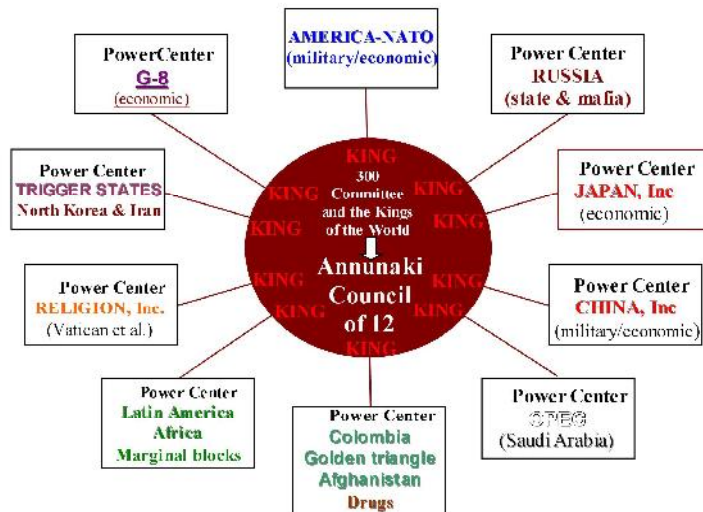 PowerCenter
G-8
(economic)
AMERICA-NATO
(military/economic)
Power Center
RUSSIA
(state & mafia)
Power Center
TRIGGER STATES
North Korea & Iran
KING
KING
KING
KING
KING
300
Committee
and the Kings
of the World
Annunaki
Council
of 12
KING
KING
KING
KING
KING
Power Center
JAPAN, Inc
(economic)
Power Center
RELIGION, Inc.
(Vatican et al.)
Power Center
CHINA, Inc
(military/economic)
Power Center
Latin America
Africa
Marginal blocks
Power Center
Colombia
Golden triangle
Afghanistan
Drugs
Power Center
OPEC
(Saudi Arabia)